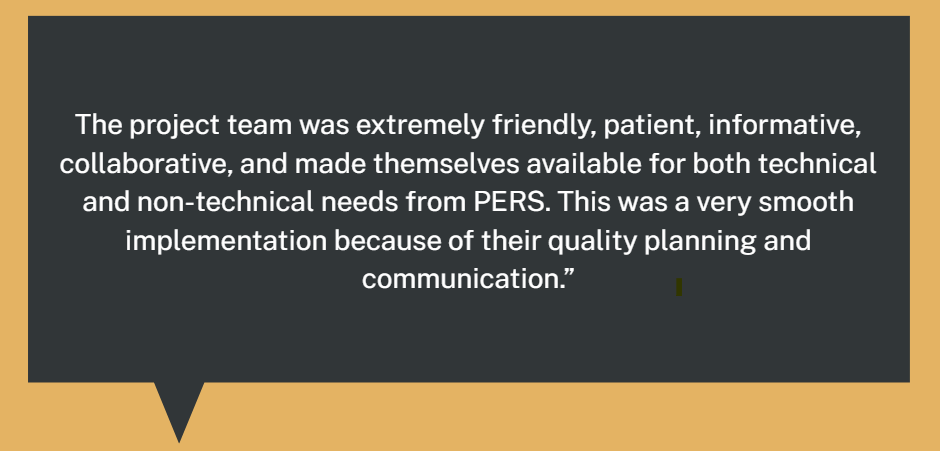 The project team was extremely friendly, patient, informative,
collaborative, and made themselves available for both technical
and non-technical needs from PERS. This was a very smooth
implementation because of their quality planning and
communication.”